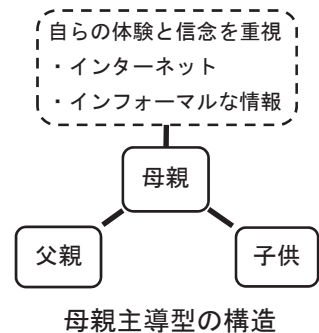 自らの体験と信念を重視
・インターネット
・インフォーマルな情報
母親
父親
子供
母親主導型の構造